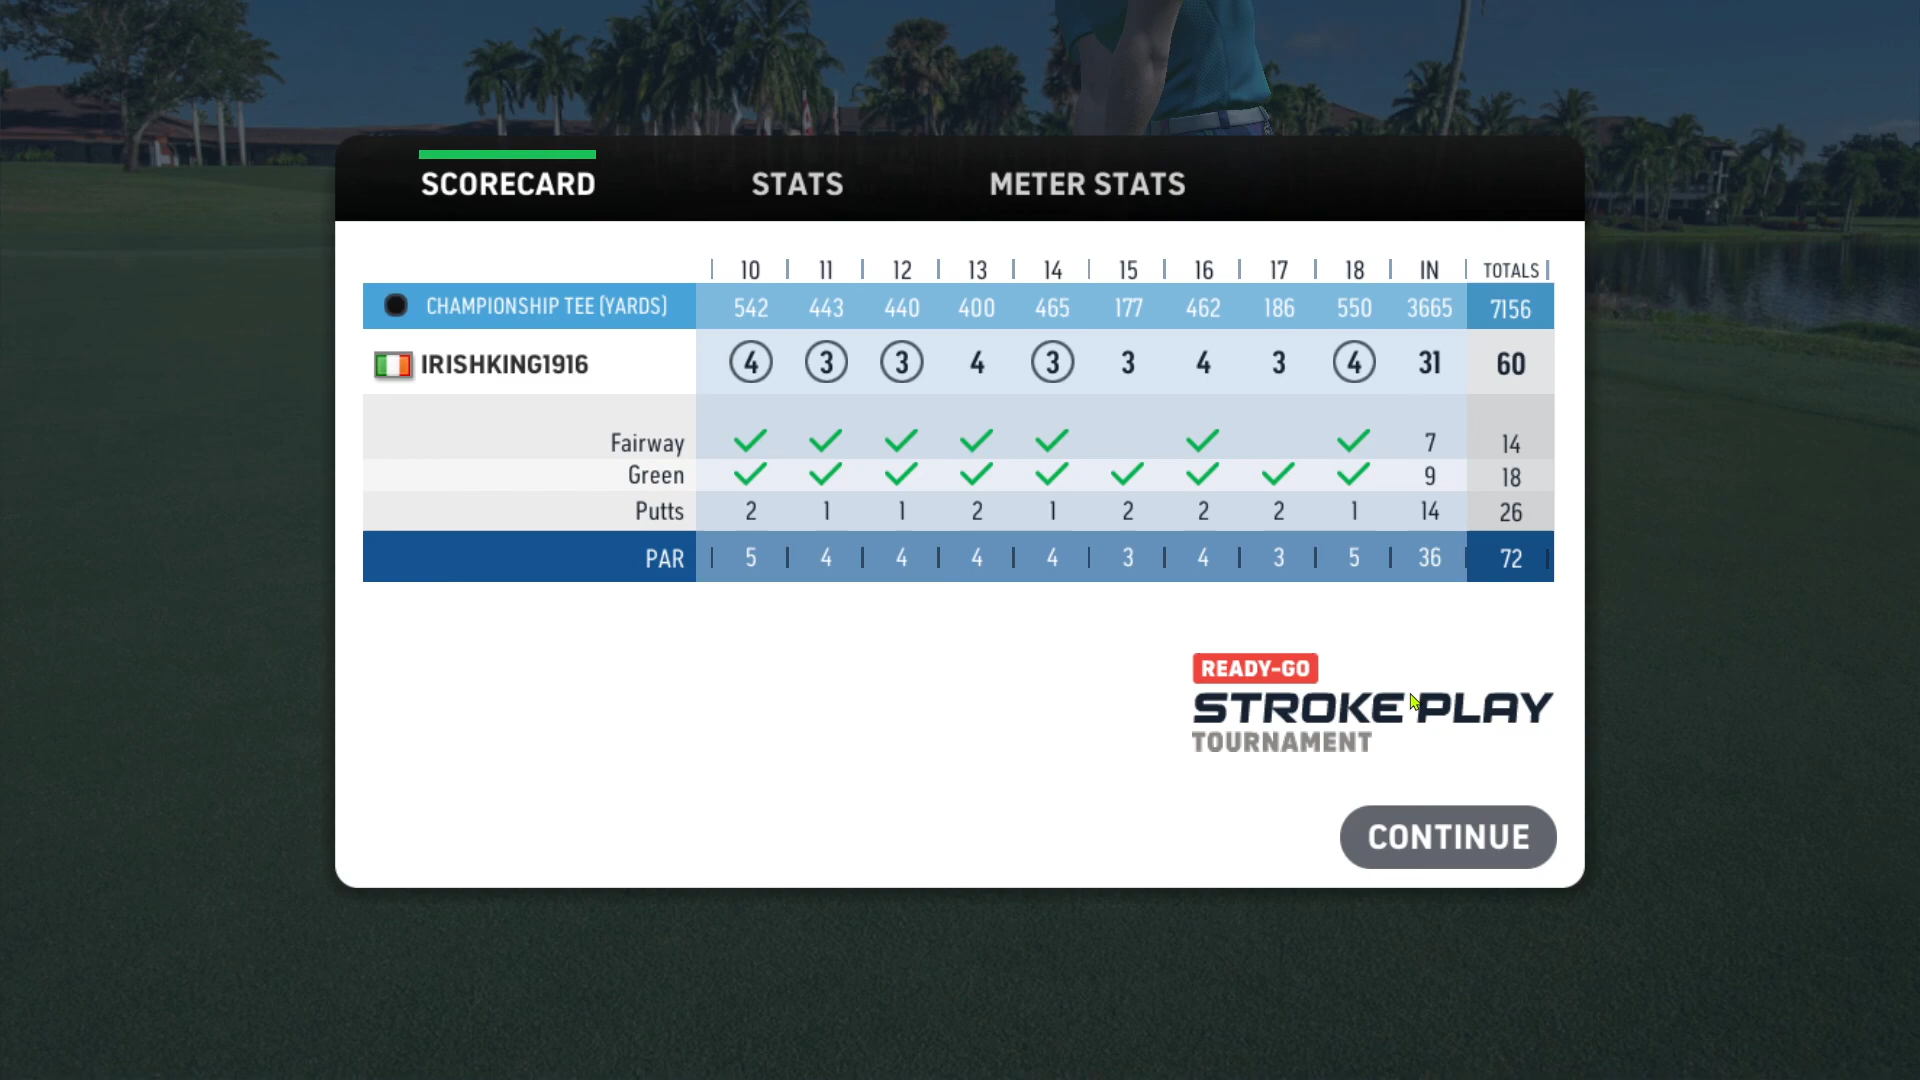 SCORECARD STATS METER STATS
10 11 12 13 14 15 16 17 18 IN TOTALS
CHAMPIONSHIP TEE (YARDS) 542 443 440 400 465 177 462 186 550 3665 7156
IRISHKING1916 4 3 3 4 3 3 4 3 4 31 60
Fairway 7 14
Green 9 18
Putts 2 1 1 2 1 2 2 2 1 14 26
PAR 5 4 4 4 4 3 4 3 5 36 72
READY-GO
STROKE PLAY
TOURNAMENT
CONTINUE